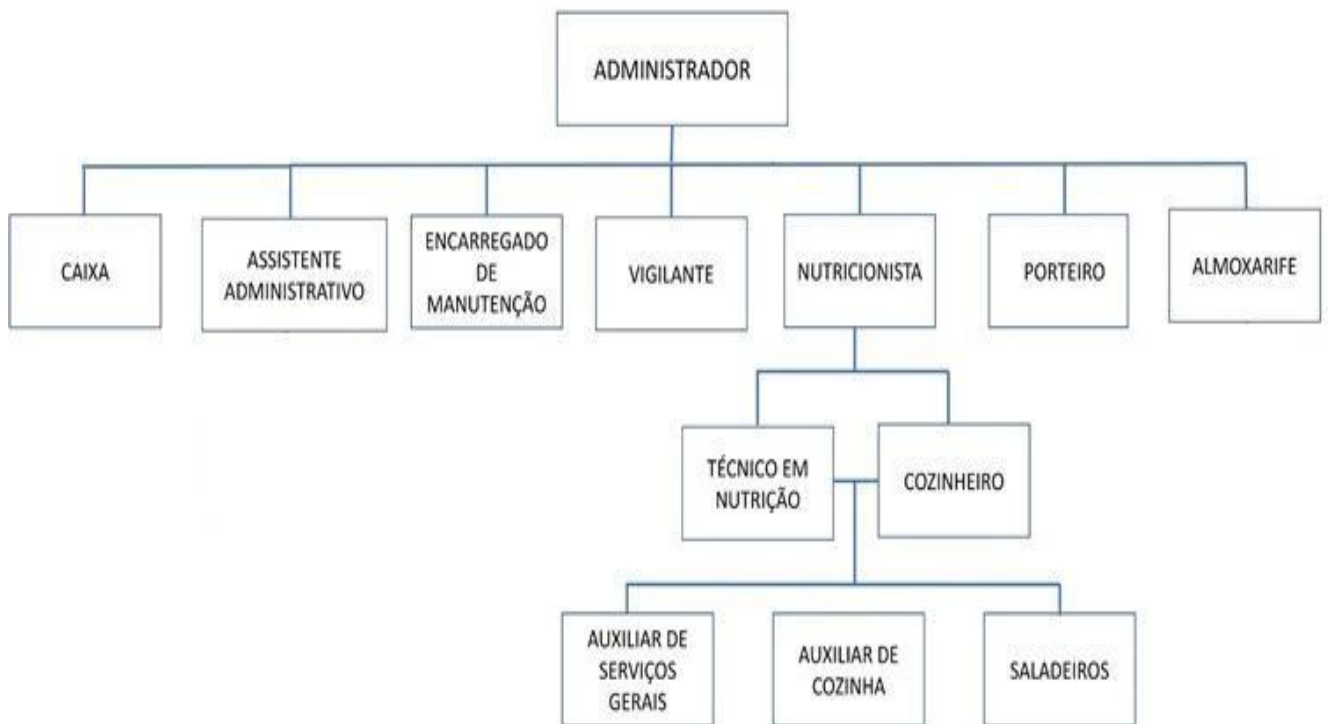 ADMINISTRADOR
CAIXA
ASSISTENTE
ADMINISTRATIVO
ENCARREGADO
DE
MANUTENÇÃO
VIGILANTE
NUTRICIONISTA
PORTEIRO
ALMOXARIFE
TÉCNICO EM
NUTRIÇÃO
COZINHEIRO
AUXILIAR DE
SERVIÇOS
GERAIS
AUXILIAR DE
COZINHA
SALADEIROS